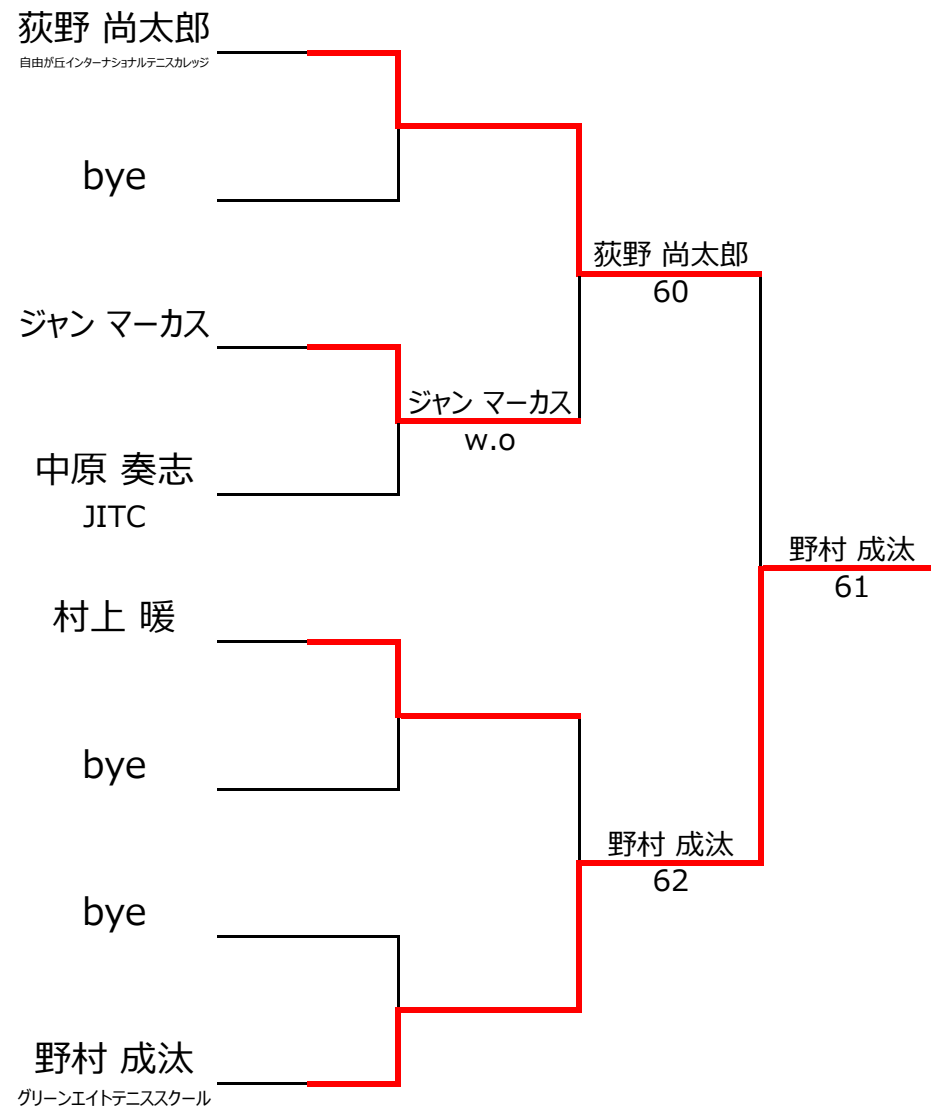 荻野 尚太郎
自由が丘インターナショナルテニスカレッジ
bye
荻野 尚太郎
60
ジャン マーカス
ジャン マーカス
w.o
中原 奏志
JITC
野村 成汰
61
村上 暖
bye
野村 成汰
62
bye
野村 成汰
グリーンエイトテニススクール